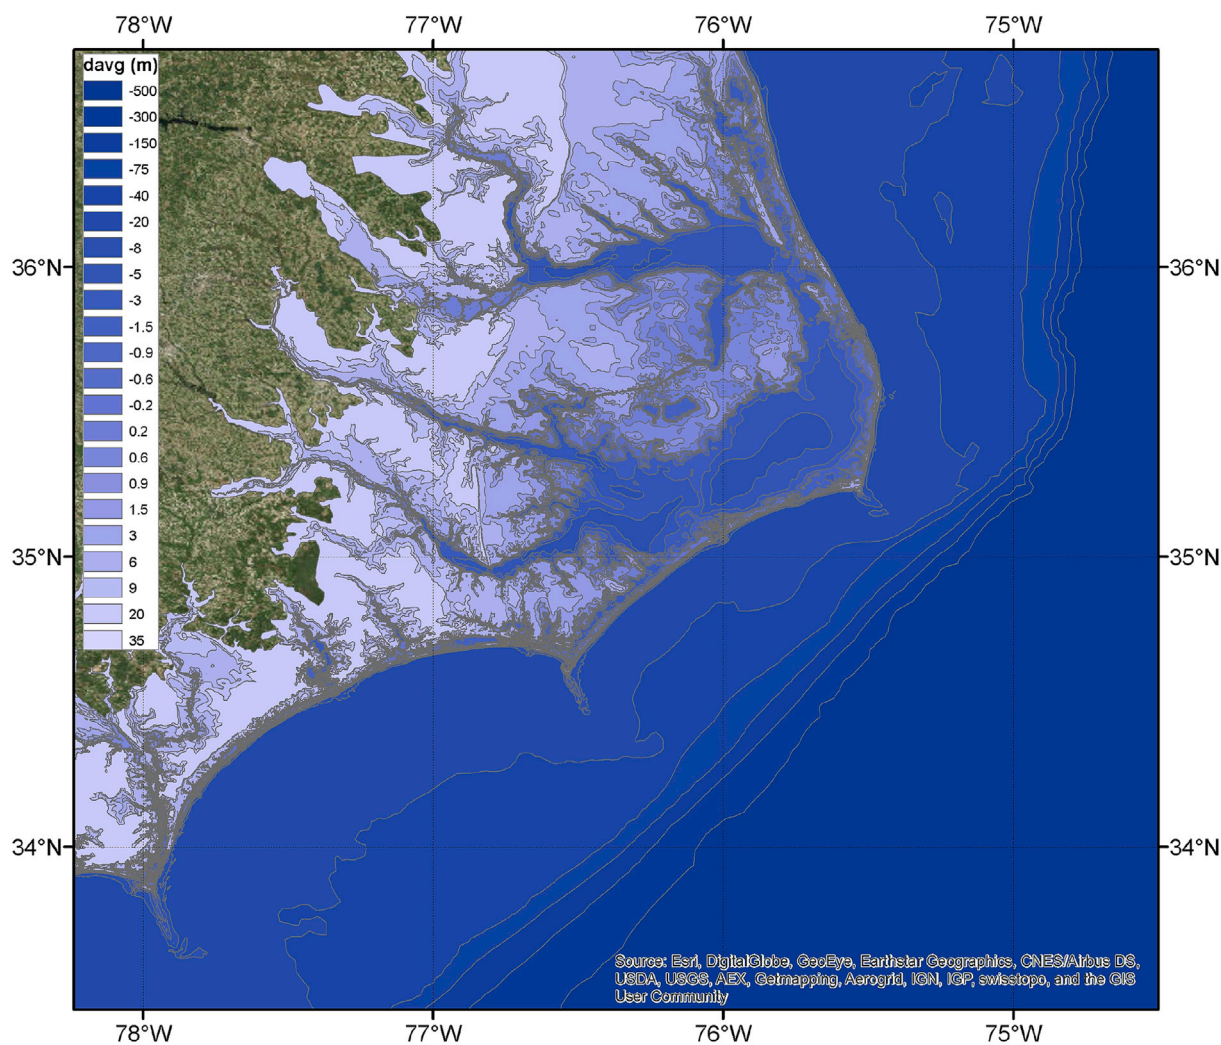 78°W 77°W 76°W 75°W
davg (m)
-500
-300
-150
-75
-40
-20
-8
-5
-3
-1.5
-0.9
-0.6
-0.2
0.2
0.6
0.9
1.5
3
6
9
20
35
36°N 36°N
35°N 35°N
34°N 34°N
Source: Esri, DigitalGlobe, GeoEye, Earthstar Geographics, CNES/Airbus DS,
USDA, USGS, AEX, Getmapping, Aerogrid, IGN, IGP, swisstopo, and the GIS
User Community
78°W 77°W 76°W 75°W